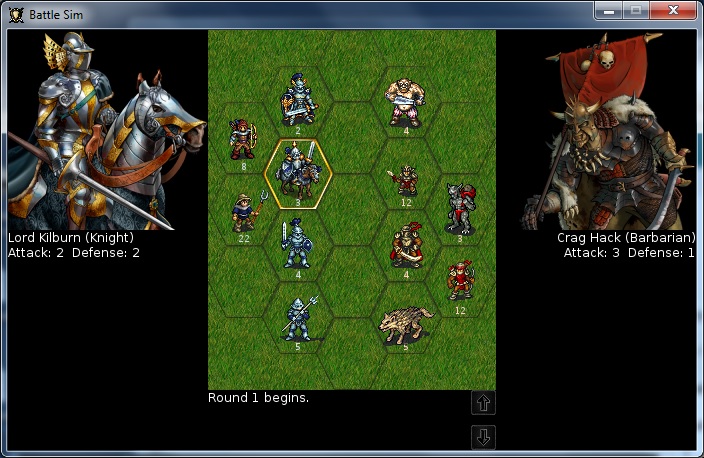 Battle Sim
2
4
8
3
12
22
3
4
4
12
5
5
Lord Kilburn (Knight)
Attack: 2 Defense: 2
Crag Hack (Barbarian)
Attack: 3 Defense: 1
Round 1 begins.